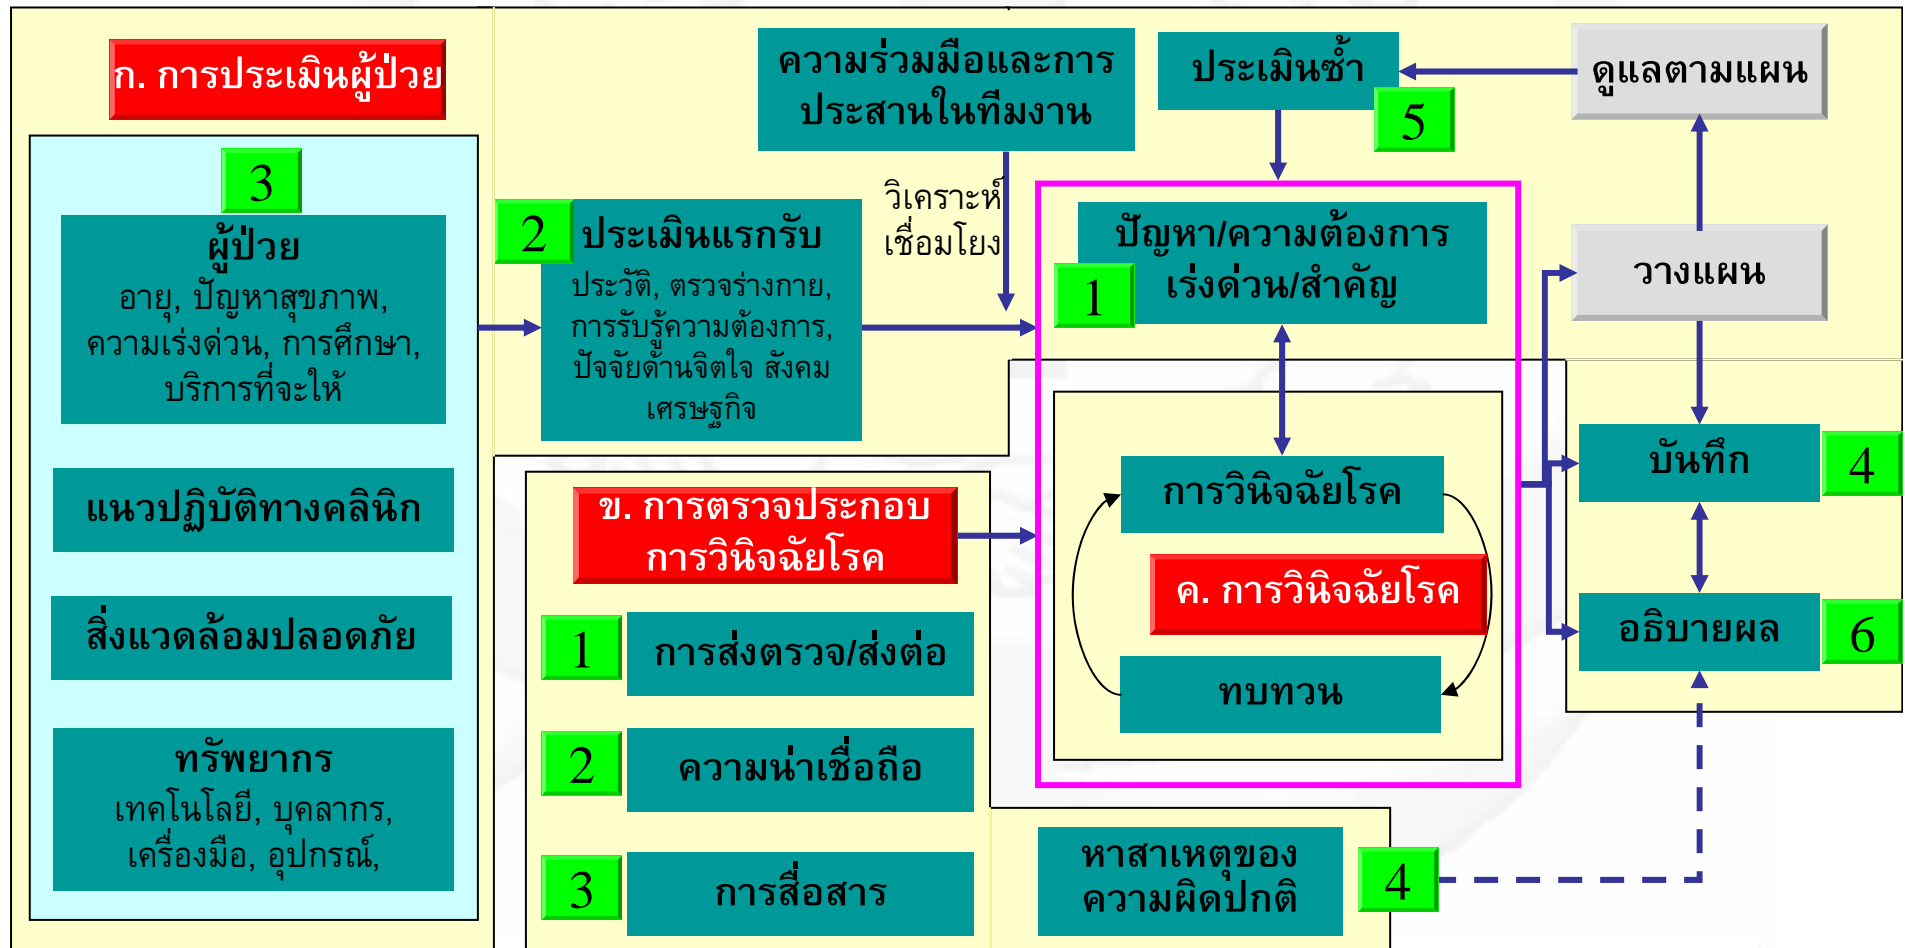 ก. การประเมินผู้ป่วย
3
ผู้ป่วย
อายุ, ปัญหาสุขภาพ,
ความเร่งด่วน, การศึกษา,
บริการที่จะให้
แนวปฏิบัติทางคลินิก
สิ่งแวดล้อมปลอดภัย
ทรัพยากร
เทคโนโลยี, บุคลากร,
เครื่องมือ, อุปกรณ์,
2
ประเมินแรกรับ
ประวัติ, ตรวจร่างกาย,
การรับรู้ความต้องการ,
ปัจจัยด้านจิตใจ สังคม
เศรษฐกิจ
ความร่วมมือและการ
ประสานในทีมงาน
วิเคราะห์
เชื่อมโยง
ประเมินซ้ำ
5
ดูแลตามแผน
ปัญหา/ความต้องการ
เร่งด่วน/สำคัญ
1
วางแผน
ข. การตรวจประกอบ
การวินิจฉัยโรค
1
การส่งตรวจ/ส่งต่อ
2
ความน่าเชื่อถือ
3
การสื่อสาร
การวินิจฉัยโรค
ค. การวินิจฉัยโรค
ทบทวน
บันทึก
4
อธิบายผล
6
หาสาเหตุของ
ความผิดปกติ
4